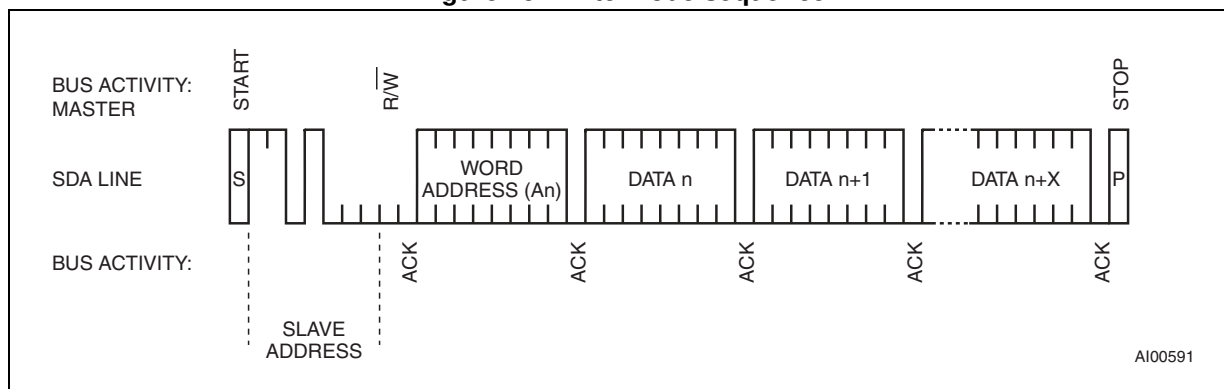 BUS ACTIVITY:
MASTER
START
R/W
STOP
SDA LINE
S
WORD
ADDRESS (An)
DATA n
DATA n+1
DATA n+X
P
BUS ACTIVITY:
ACK
ACK
ACK
ACK
ACK
SLAVE
ADDRESS
AI00591